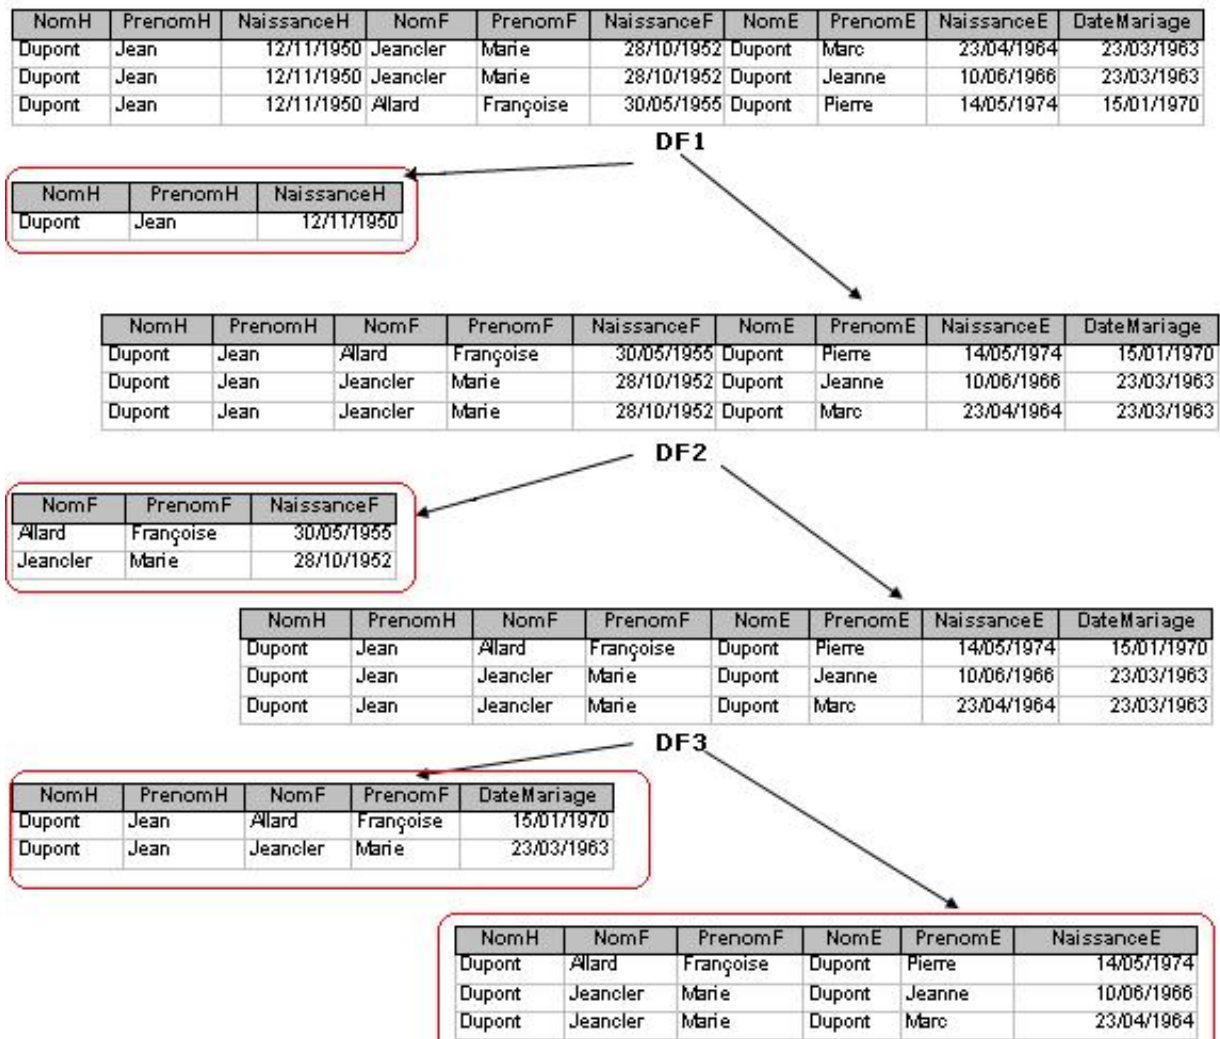 NomH PrenomH NaissanceH NomF PrenomF NaissanceF NomE PrenomE NaissanceE DateMariage
Dupont Jean 12/11/1950 Jeancler Marie 28/10/1952 Dupont Marc 23/04/1964 23/03/1963
Dupont Jean 12/11/1950 Jeancler Marie 28/10/1952 Dupont Jeanne 10/06/1966 23/03/1963
Dupont Jean 12/11/1950 Allard Françoise 30/05/1955 Dupont Pierre 14/05/1974 15/01/1970
DF1
NomH PrenomH NaissanceH
Dupont Jean 12/11/1950
NomH PrenomH NomF PrenomF NaissanceF NomE PrenomE NaissanceE DateMariage
Dupont Jean Allard Françoise 30/05/1955 Dupont Pierre 14/05/1974 15/01/1970
Dupont Jean Jeancler Marie 28/10/1952 Dupont Jeanne 10/06/1966 23/03/1963
Dupont Jean Jeancler Marie 28/10/1952 Dupont Marc 23/04/1964 23/03/1963
DF2
NomF PrenomF NaissanceF
Allard Françoise 30/05/1955
Jeancler Marie 28/10/1952
NomH PrenomH NomF PrenomF NomE PrenomE NaissanceE DateMariage
Dupont Jean Allard Françoise Dupont Pierre 14/05/1974 15/01/1970
Dupont Jean Jeancler Marie Dupont Jeanne 10/06/1966 23/03/1963
Dupont Jean Jeancler Marie Dupont Marc 23/04/1964 23/03/1963
DF3
NomH PrenomH NomF PrenomF DateMariage
Dupont Jean Allard Françoise 15/01/1970
Dupont Jean Jeancler Marie 23/03/1963
NomH NomF PrenomF NomE PrenomE NaissanceE
Dupont Allard Françoise Dupont Pierre 14/05/1974
Dupont Jeancler Marie Dupont Jeanne 10/06/1966
Dupont Jeancler Marie Dupont Marc 23/04/1964